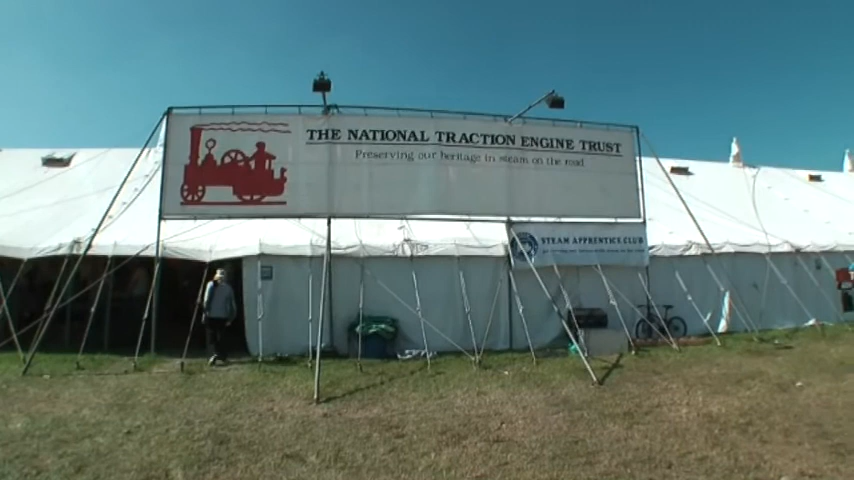 THE NATIONAL TRACTION ENGINE TRUST
Preserving our heritage in steam on the road
STEAM APPRENTICE CLUB